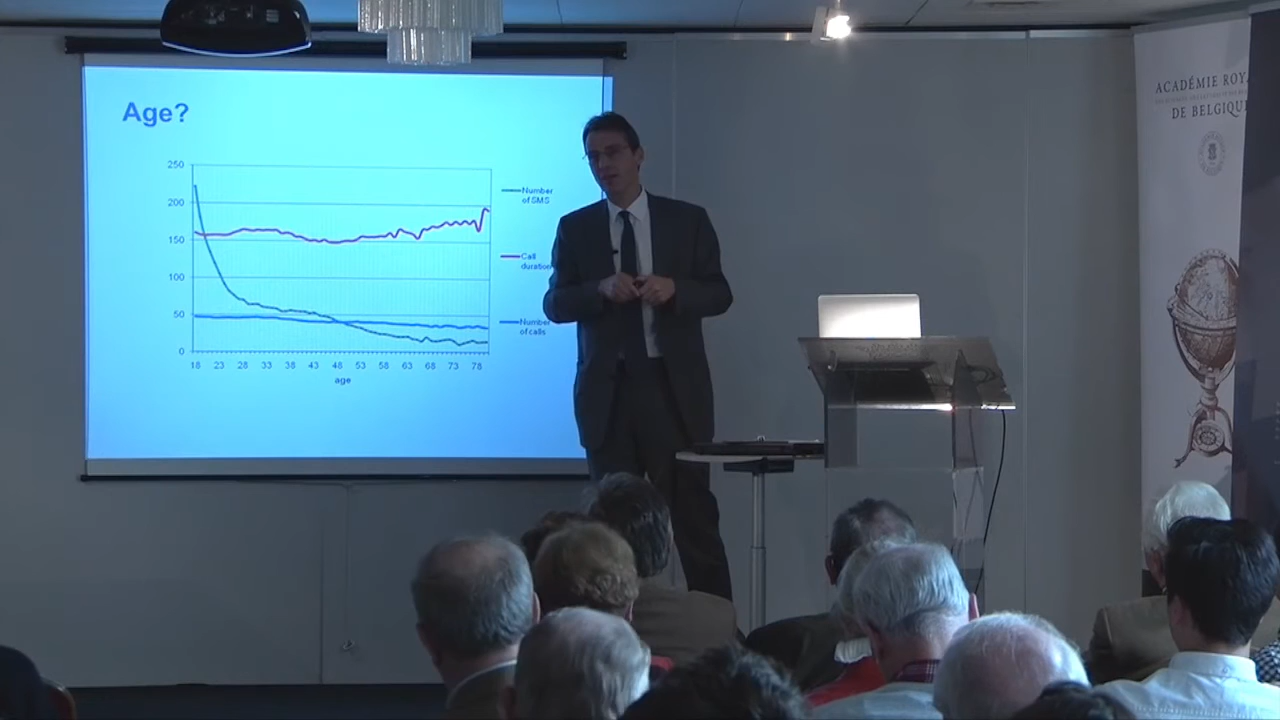 Age?
250
200
150
100
50
0
18 23 28 33 38 43 48 53 58 63 68 73 78
age
Number
of SMS
Call
duration
Number
of calls
ACADÉMIE ROYA
DE BELGIQU